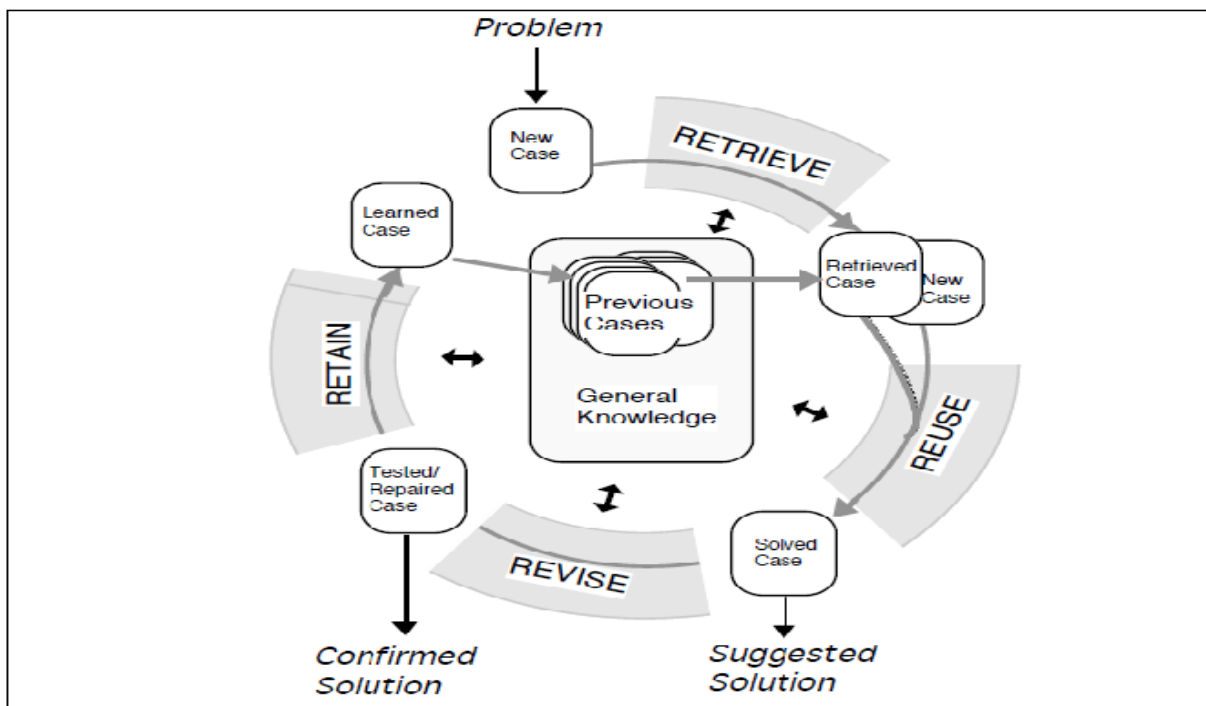 Problem
New
Case
RETRIEVE
Learned
Case
Retrieved
Case
New
Case
Previous
Cases
General
Knowledge
RETAIN
REUSE
Tested/
Repaired
Case
Solved
Case
REVISE
Confirmed
Solution
Suggested
Solution